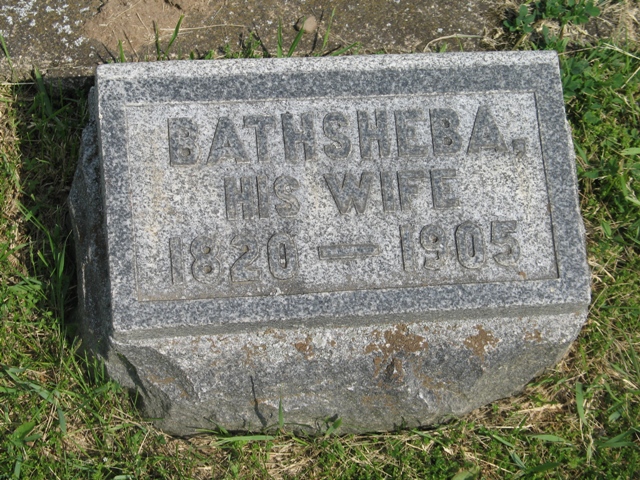 BATHSHEBA,
HIS WIFE
1820 — 1905